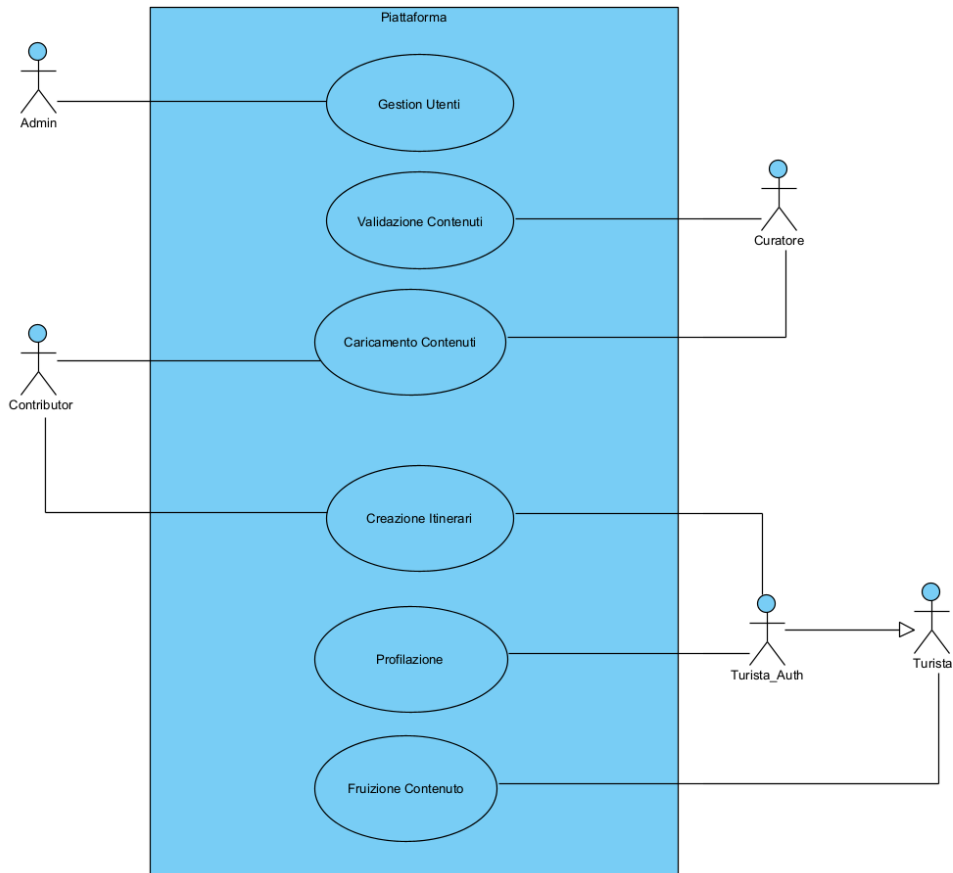 Piattaforma
Admin
Gestion Utenti
Validazione Contenuti
Curatore
Caricamento Contenuti
Contributor
Creazione Itinerari
Profilazione
Turista_Auth
Turista
Fruizione Contenuto